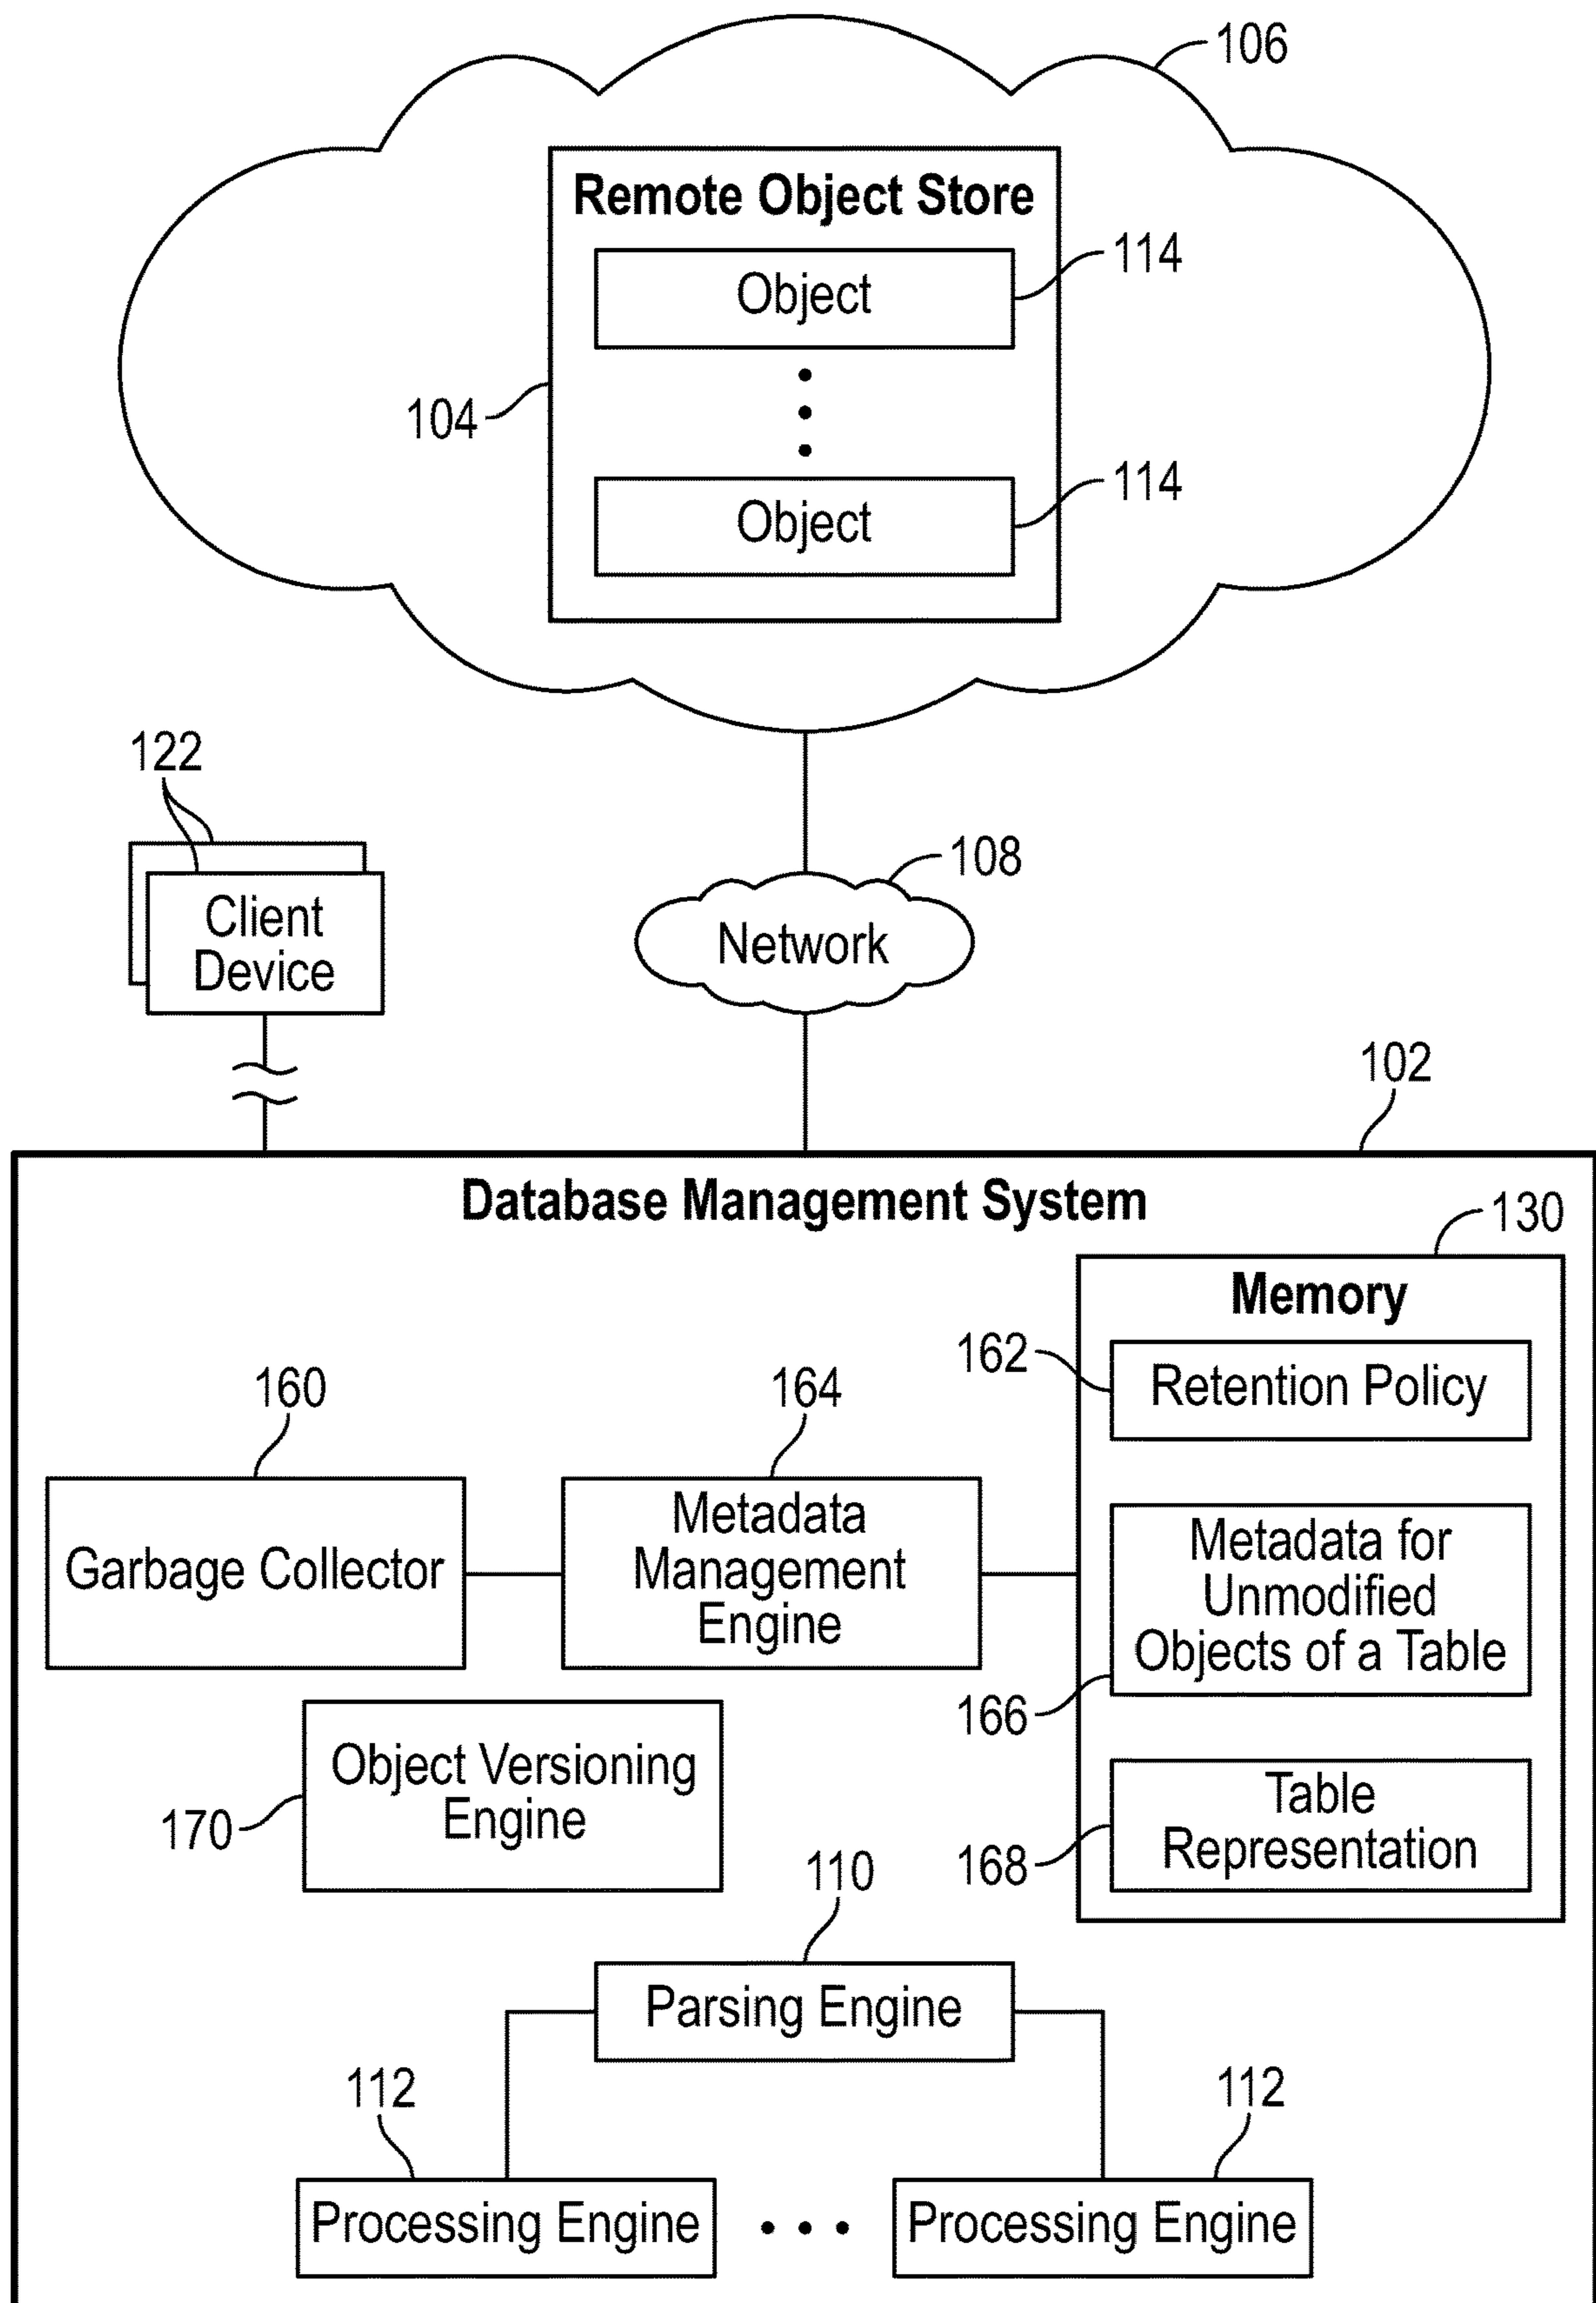 106
Remote Object Store
Object
114
104
Object
114
122
Client
Device
108
Network
102
Database Management System
130
Memory
162
Retention Policy
160
Garbage Collector
164
Metadata
Management
Engine
Metadata for
Unmodified
Objects of a Table
166
Object Versioning
Engine
170
Table
Representation
168
110
Parsing Engine
112
Processing Engine
112
Processing Engine